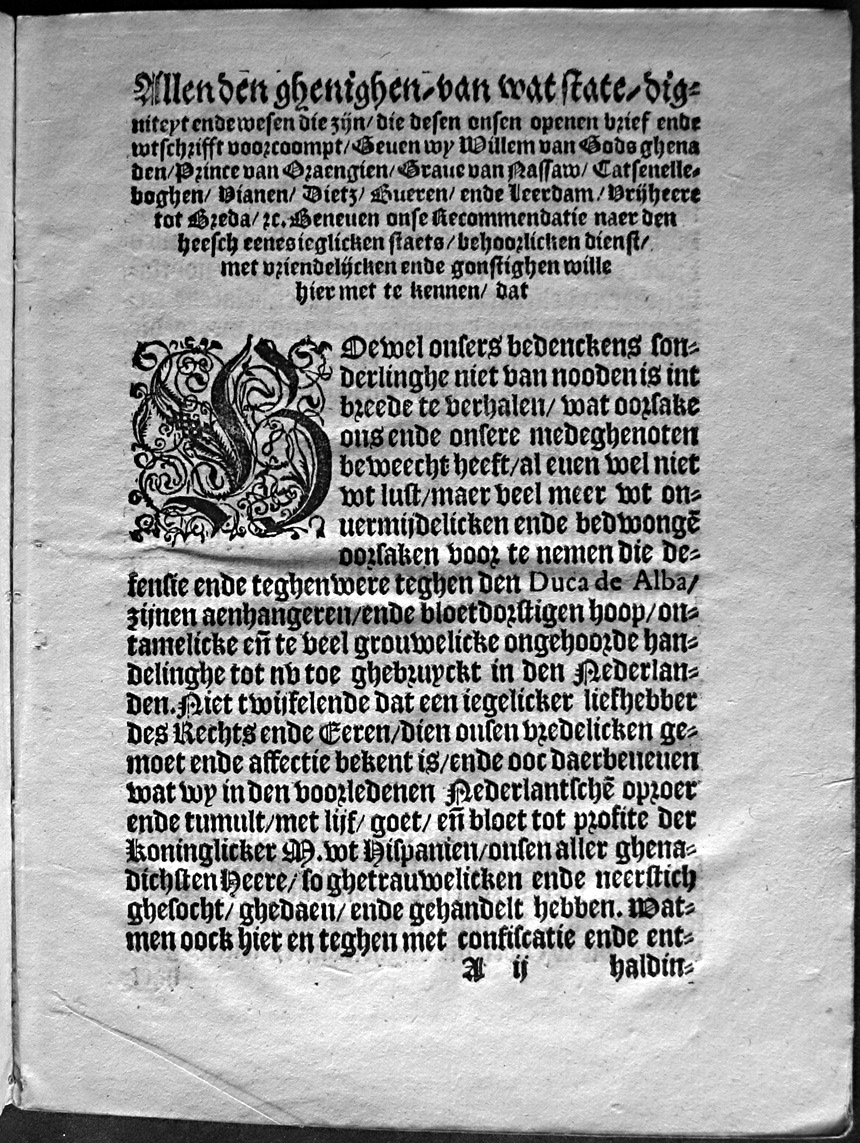 Allen den ghenighen/van wat state/dig⸗
niteyt ende wesen die zijn/ die desen onsen openen brief ende
wtschrifft voorcoompt/Geuen wy Willem van Gods ghena
den/Prince van Oraengien/Graue van Nassaw/ Catsenelle⸗
boghen/ Vianen/ Dietz/ Bueren/ ende Leerdam/Vrijheere
tot Breda/ꝛc. Beneuen onse Recommendatie naer den
heesch eenes ieglicken staets/behoorlicken dienst/
met vriendelijcken ende gonstighen wille
hier met te kennen/ dat
HOewel onsers bedenckens son⸗
derlinghe niet van nooden is int
breede te verhalen/ wat oorsake
ons ende onsere medeghenoten
beweecht heeft/al euen wel niet
wt lust/maer veel meer wt on⸗
uermijdelicken ende bedwongē
oorsaken voor te nemen die de⸗
fensie ende teghenwere teghen den Duca de Alba/
zijnen aenhangeren/ende bloetdorstigen hoop/on⸗
tamelicke eñ te veel grouwelicke ongehoorde han⸗
delinghe tot nv toe ghebruyckt in den Nederlan⸗
den.Niet twijfelende dat een iegelicker liefhebber
des Rechts ende Eeren/dien onsen vredelicken ge⸗
moet ende affectie bekent is/ende ooc daerbeneuen
wat wy in den voorledenen Nederlantschē oproer
ende tumult/met lijf/ goet/ eñ bloet tot profite der
Koninglicker M. wt Hispanien/onsen aller ghena⸗
dichsten Heere/so ghetrauwelicken ende neerstich
ghesocht/ ghedaen/ ende gehandelt hebben. Wat⸗
men oock hier en teghen met confiscatie ende ent⸗
A ij haldin⸗